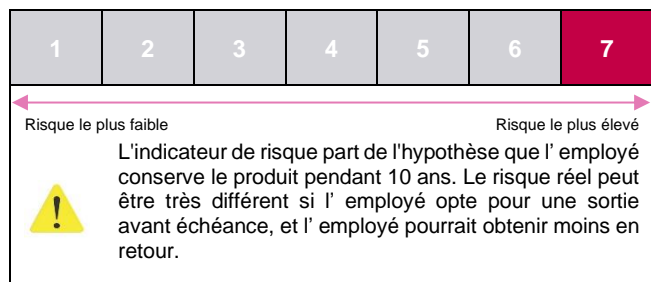 1 2 3 4 5 6 7
Risque le plus faible Risque le plus élevé
L'indicateur de risque part de l'hypothèse que l’ employé
conserve le produit pendant 10 ans. Le risque réel peut
être très différent si l’ employé opte pour une sortie
avant échéance, et l’ employé pourrait obtenir moins en
retour.